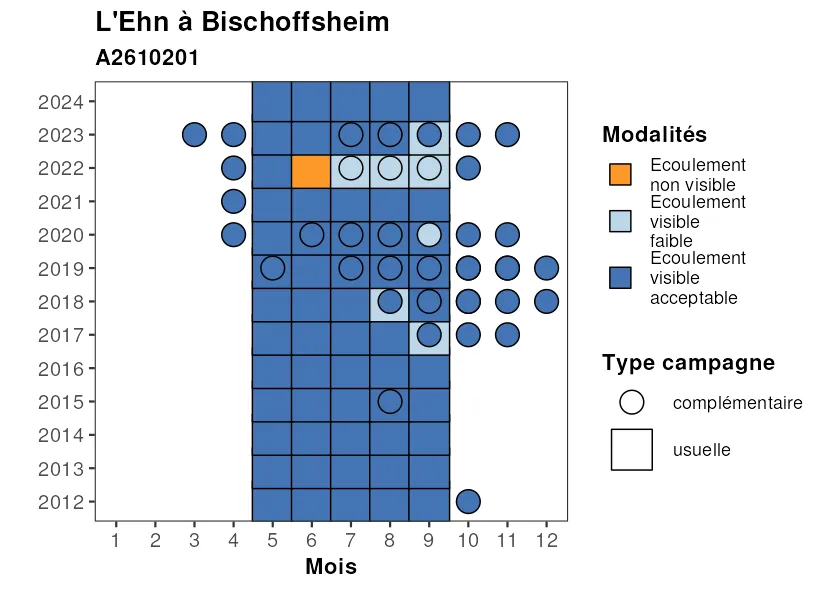 L'Ehn à Bischoffsheim
A2610201
2024
2023
2022
2021
2020
2019
2018
2017
2016
2015
2014
2013
2012
1 2 3 4 5 6 7 8 9 10 11 12
Mois
Modalités
Ecoulement
non visible
Ecoulement
visible
faible
Ecoulement
visible
acceptable
Type campagne
complémentaire
usuelle